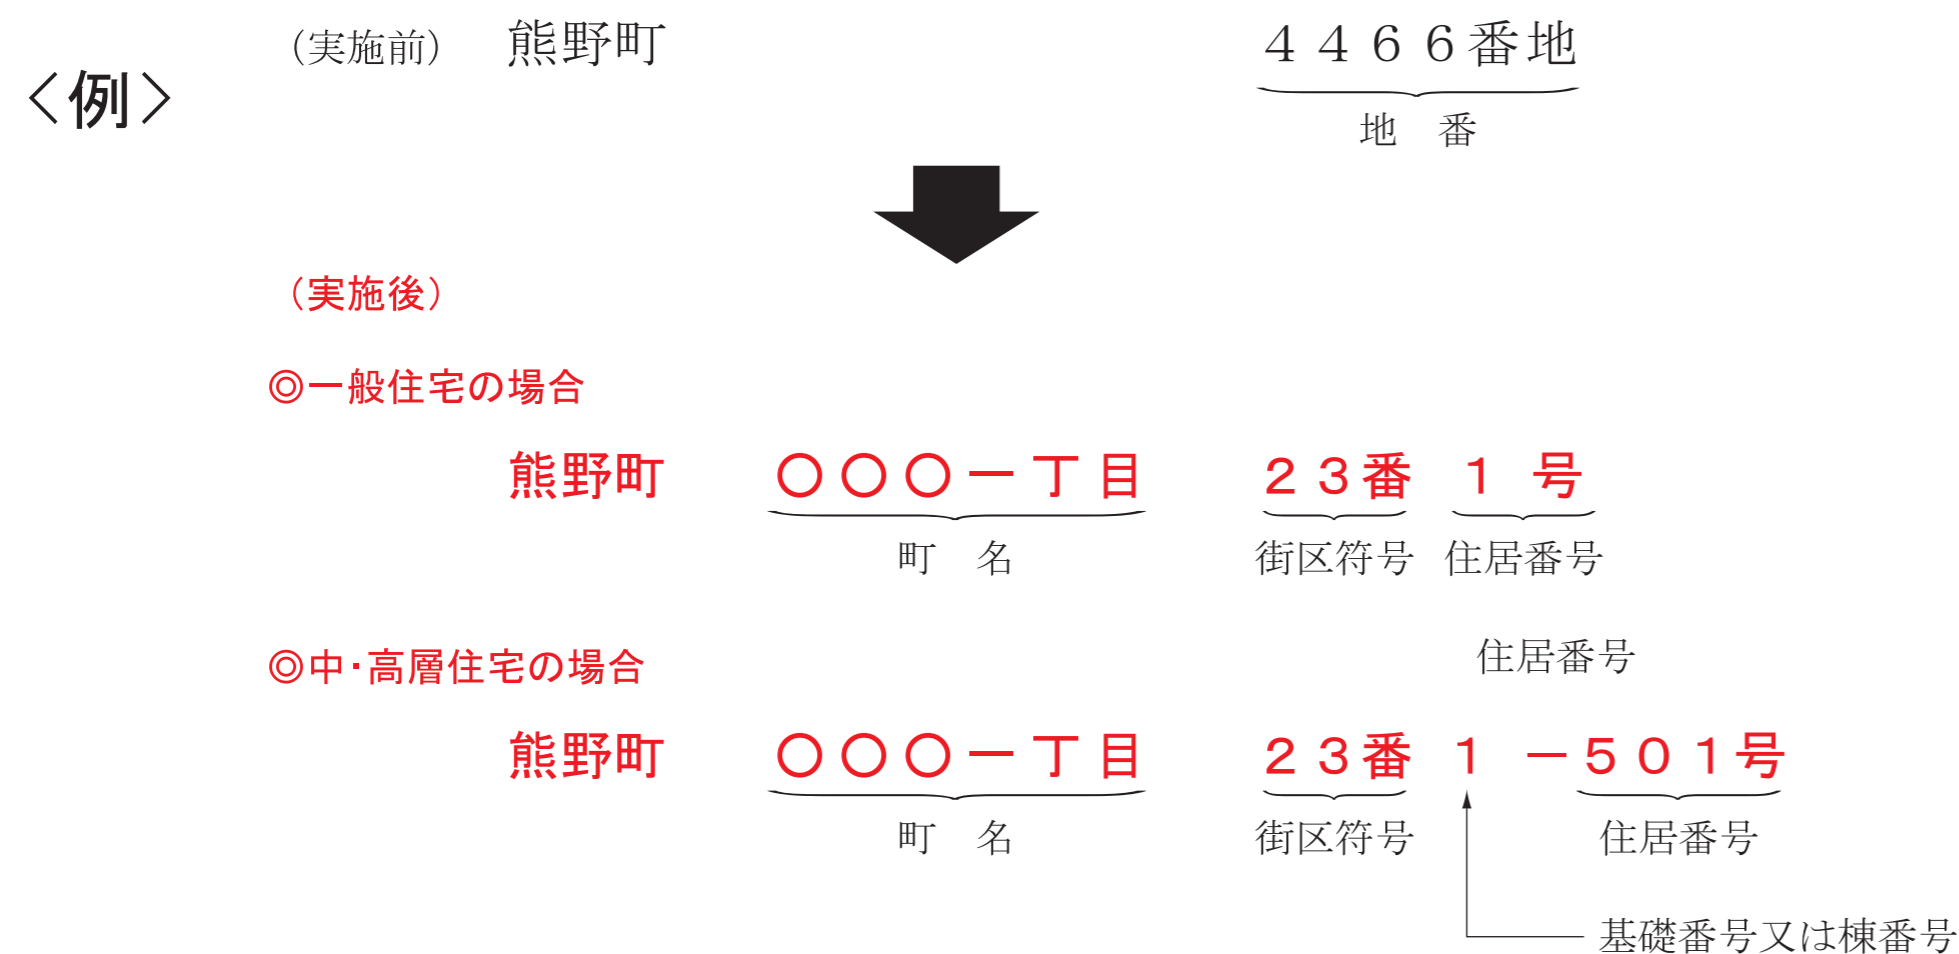 ＜例＞
（実施前）　熊野町　４４６６番地
地　番
（実施後）
◎一般住宅の場合
熊野町　〇〇〇一丁目　２３番　１　号
町　名　街区符号　住居番号
◎中・高層住宅の場合
住居番号
熊野町　〇〇〇一丁目　２３番　１　－５０１号
町　名　街区符号　住居番号
基礎番号又は棟番号